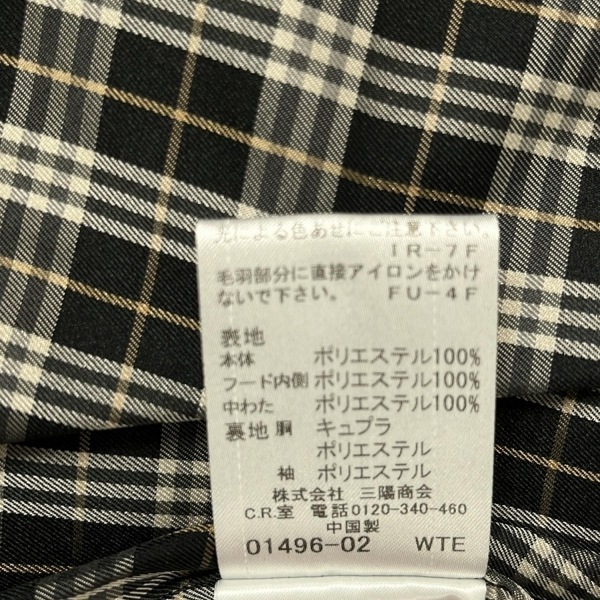 光による色あせにご注意下さい。
IR-7F
毛羽部分に直接アイロンをかけ
ないで下さい。 FU-4F
表地
本体 ポリエステル100%
フード内側 ポリエステル100%
中わた ポリエステル100%
裏地 胴 キュプラ
ポリエステル
袖 ポリエステル
株式会社 三陽商会
C.R.室 電話0120-340-460
中国製
01496-02 WTE